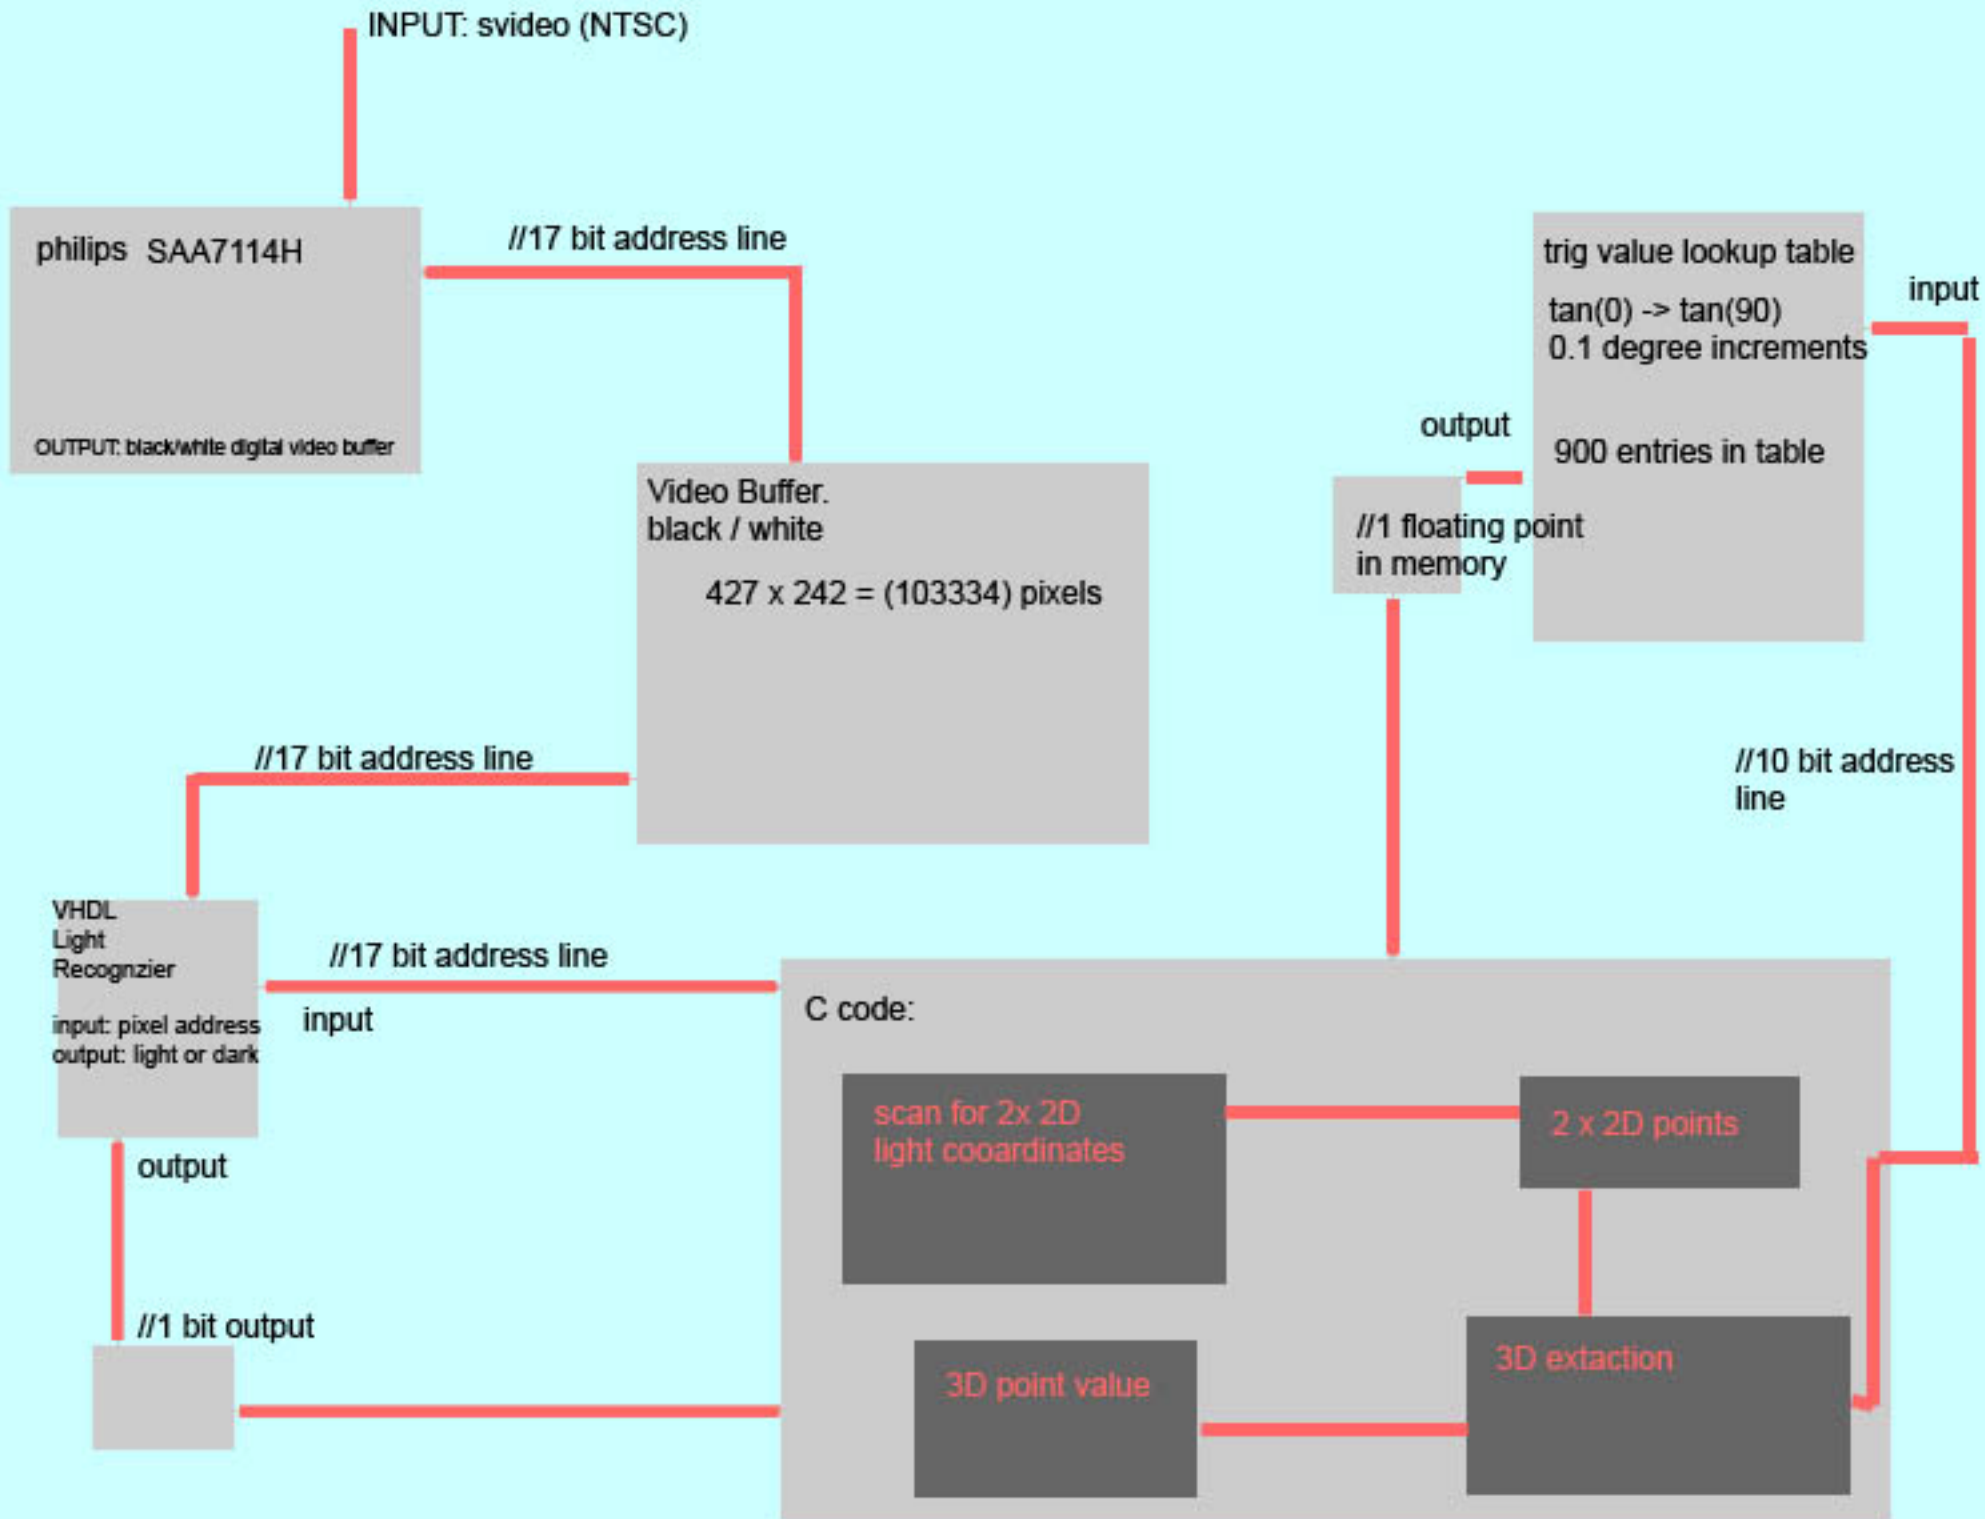 INPUT: svideo (NTSC)
philips SAA7114H
OUTPUT: black/white digital video buffer
//17 bit address line
Video Buffer.
black / white
427 x 242 = (103334) pixels
trig value lookup table
tan(0) -> tan(90)
0.1 degree increments
900 entries in table
input
output
//1 floating point
in memory
//10 bit address
line
//17 bit address line
VHDL
Light
Recognzier
input: pixel address
output: light or dark
//17 bit address line
input
output
//1 bit output
C code:
scan for 2x 2D
light cooardinates
2 x 2D points
3D extaction
3D point value